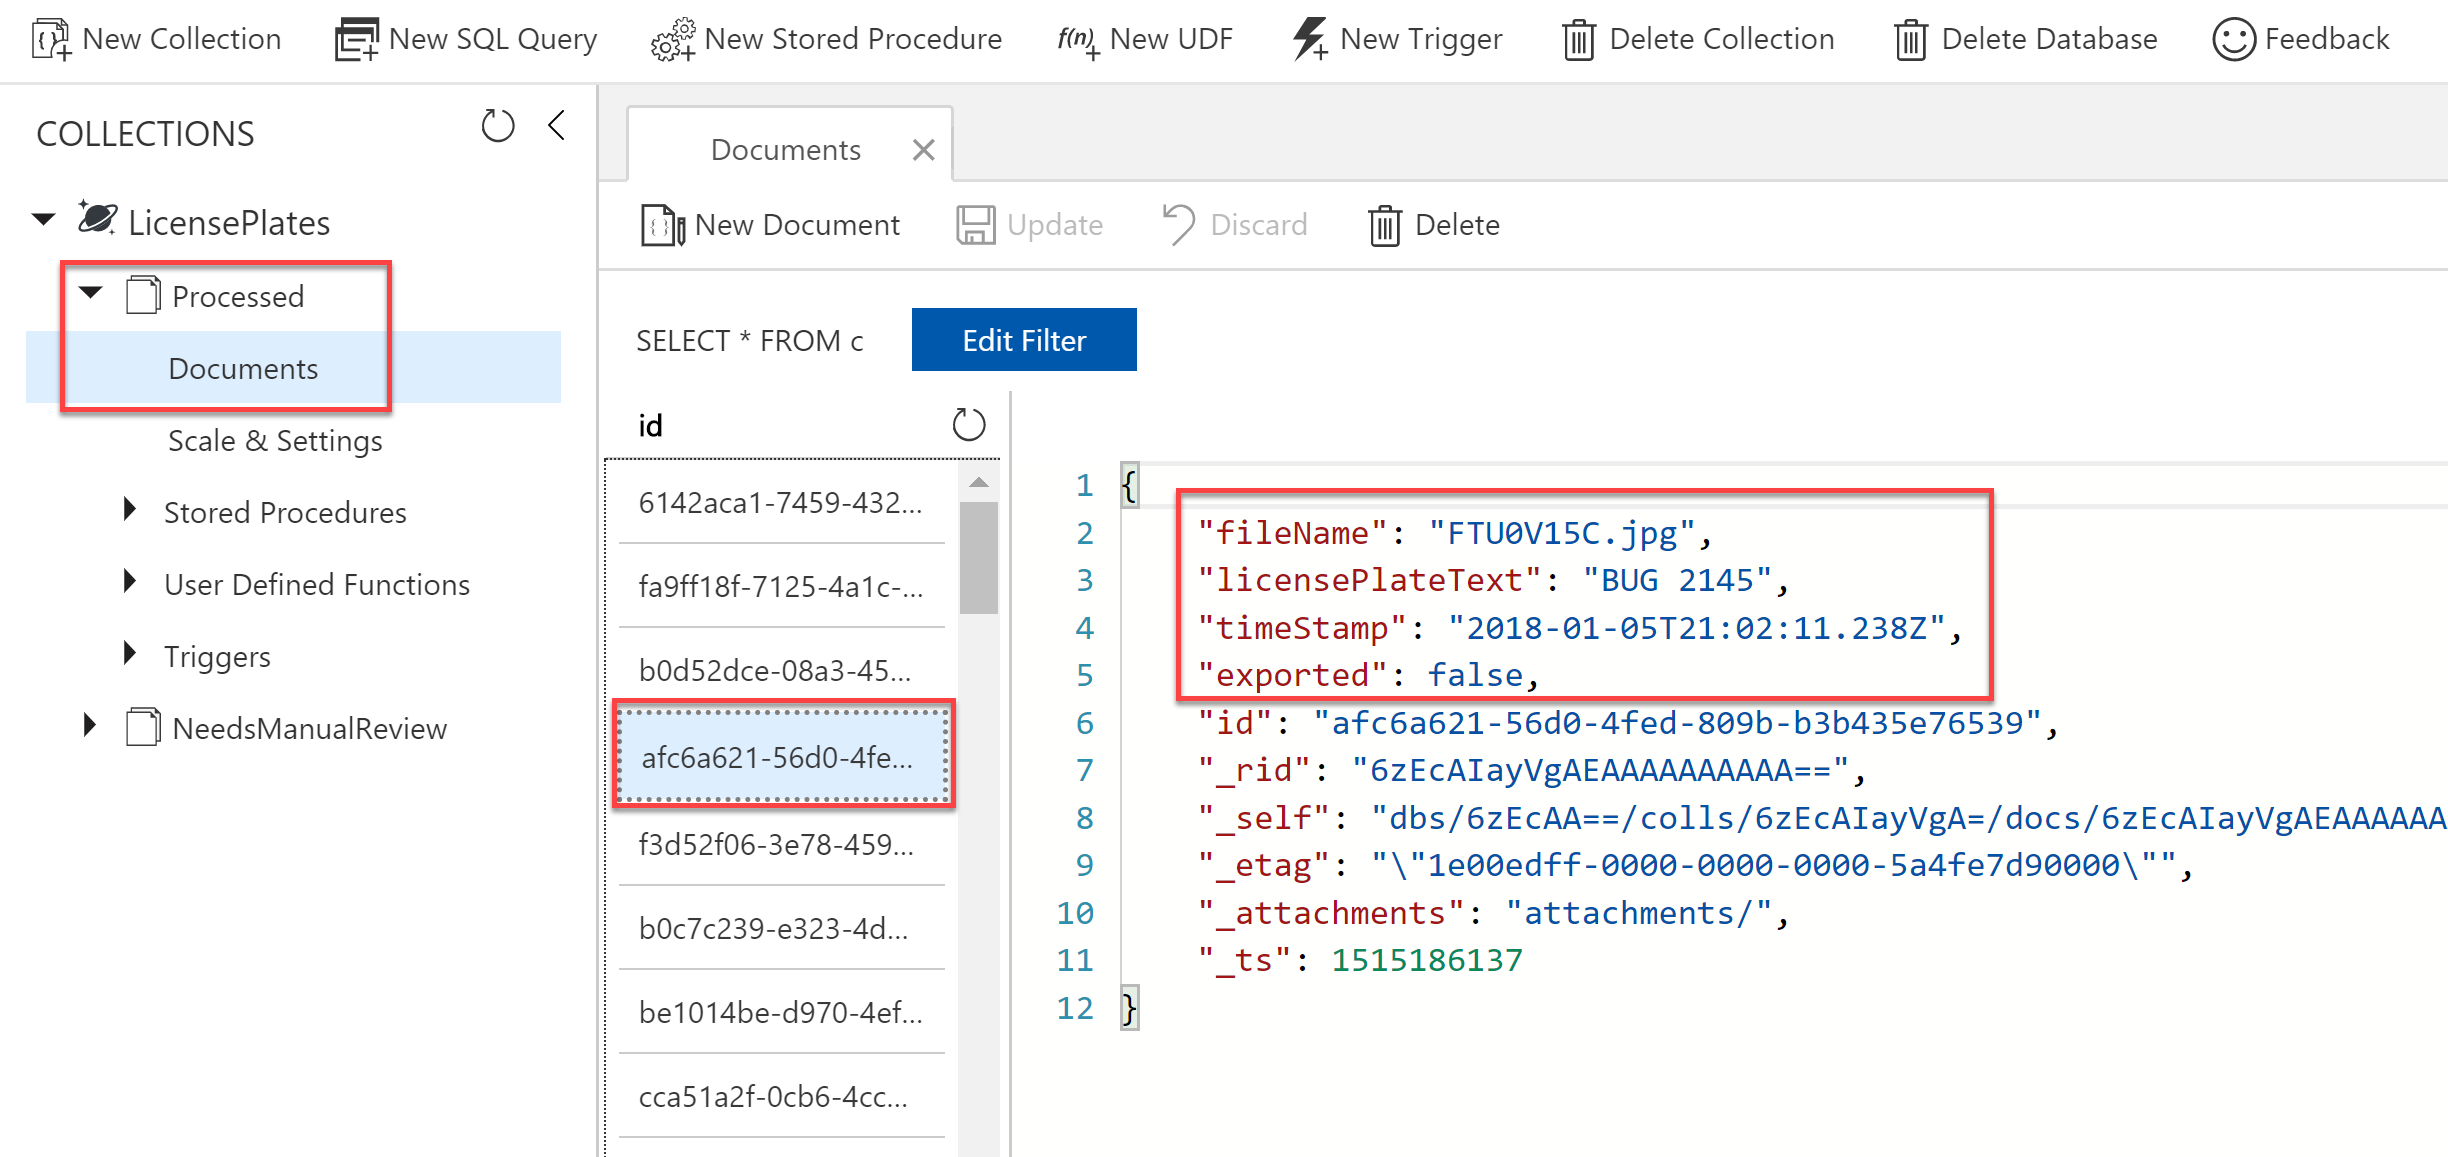 New Collection New SQL Query New Stored Procedure f(n) New UDF New Trigger Delete Collection Delete Database Feedback
COLLECTIONS
LicensePlates
Processed
Documents
Scale & Settings
Stored Procedures
User Defined Functions
Triggers
NeedsManualReview
Documents
New Document Update Discard Delete
SELECT * FROM c Edit Filter
id
6142aca1-7459-432...
fa9ff18f-7125-4a1c-...
b0d52dce-08a3-45...
afc6a621-56d0-4fe...
f3d52f06-3e78-459...
b0c7c239-e323-4d...
be1014be-d970-4ef...
cca51a2f-0cb6-4cc...
1 {
2 "fileName": "FTU0V15C.jpg",
3 "licensePlateText": "BUG 2145",
4 "timeStamp": "2018-01-05T21:02:11.238Z",
5 "exported": false,
6 "id": "afc6a621-56d0-4fed-809b-b3b435e76539",
7 "_rid": "6zEcAIayVgAEAAAAAAAAAA==",
8 "_self": "dbs/6zEcAA==/colls/6zEcAIayVgA=/docs/6zEcAIayVgAEAAAAAA
9 "_etag": "\"1e00edff-0000-0000-0000-5a4fe7d90000\"",
10 "_attachments": "attachments/",
11 "_ts": 1515186137
12 }